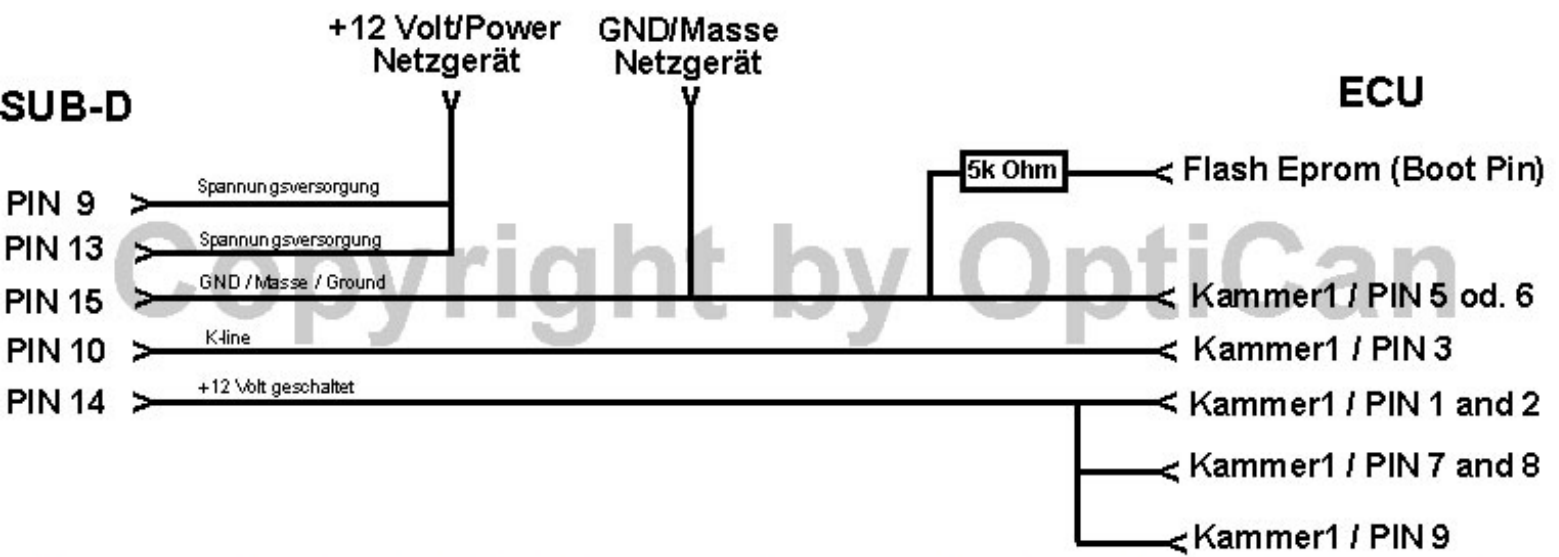 +12 Volt/Power
Netzgerät
GND/Masse
Netzgerät
SUB-D
ECU
5k Ohm
Flash Eprom (Boot Pin)
PIN 9
Spannungsversorgung
PIN 13
Spannungsversorgung
Copyright by OptiCan
PIN 15
GND / Masse / Ground
Kammer1 / PIN 5 od. 6
PIN 10
K-line
Kammer1 / PIN 3
PIN 14
+12 Volt geschaltet
Kammer1 / PIN 1 and 2
Kammer1 / PIN 7 and 8
Kammer1 / PIN 9